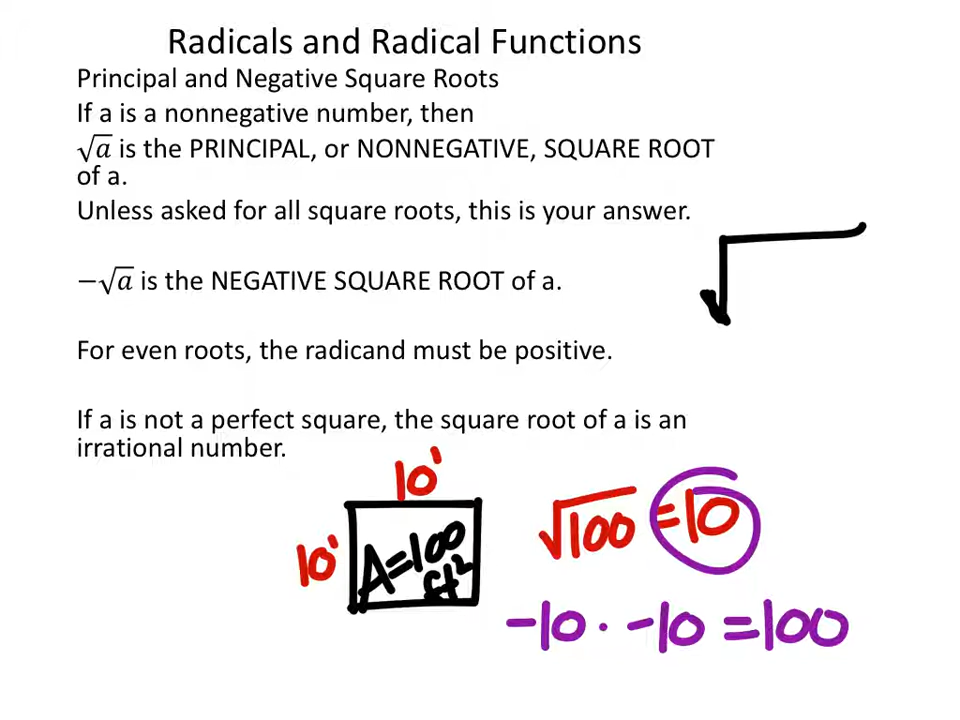 Radicals and Radical Functions
Principal and Negative Square Roots
If a is a nonnegative number, then
√a is the PRINCIPAL, or NONNEGATIVE, SQUARE ROOT
of a.
Unless asked for all square roots, this is your answer.
−√a is the NEGATIVE SQUARE ROOT of a.
For even roots, the radicand must be positive.
If a is not a perfect square, the square root of a is an
irrational number.
10'
10'
A=100
ft²
√100 =10
-10 · -10 =100